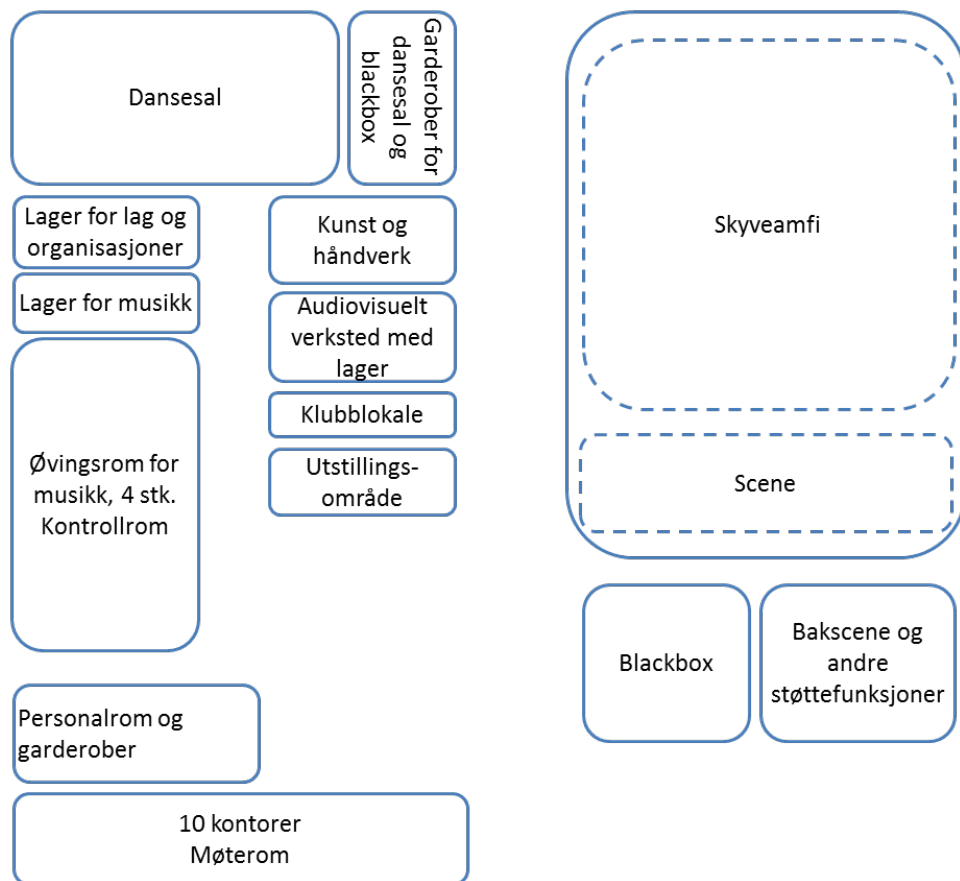 Dansesal
Garderober for
dansesal og
blackbox
Lager for lag og
organisasjoner
Lager for musikk
Øvingsrom for
musikk, 4 stk.
Kontrollrom
Kunst og
håndverk
Audiovisuelt
verksted med
lager
Klubblokale
Utstillings-
område
Personalrom og
garderober
10 kontorer
Møterom
Skyveamfi
Scene
Blackbox
Bakscene og
andre
støttefunksjoner